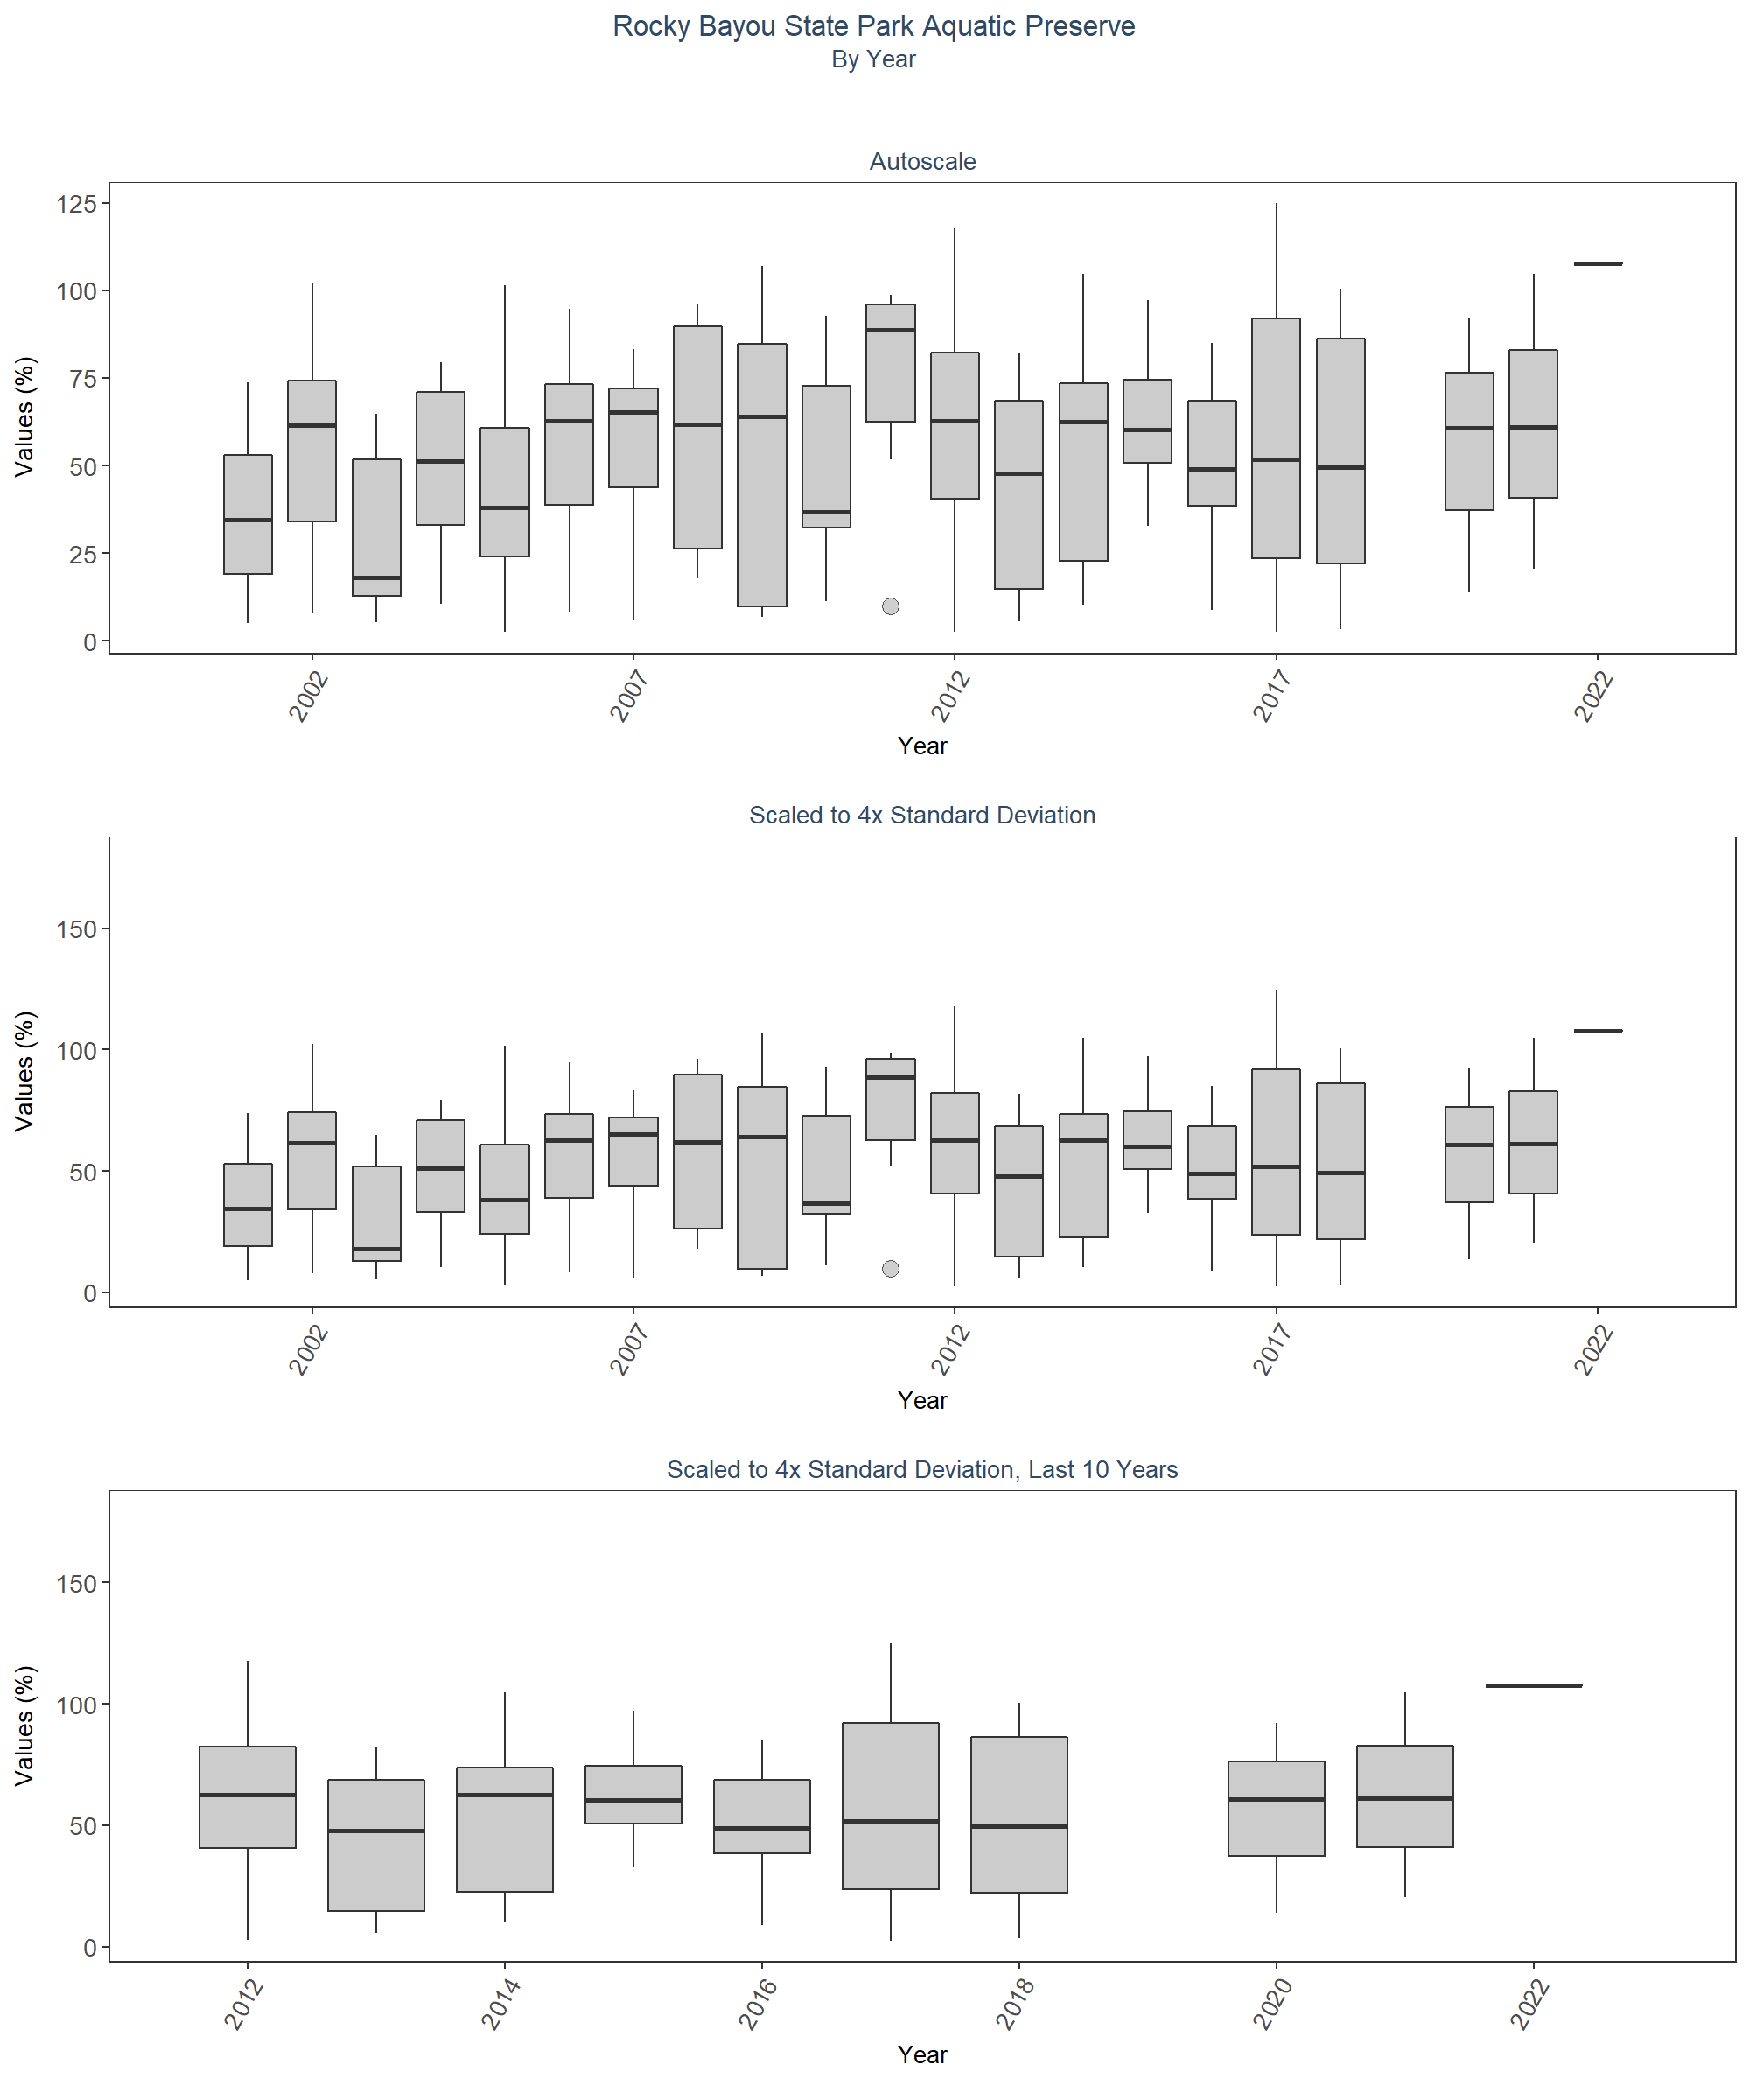 Rocky Bayou State Park Aquatic Preserve
By Year
Autoscale
125
100
75
50
25
0
Values (%)
2002
2007
2012
2017
2022
Year
Scaled to 4x Standard Deviation
150
100
50
0
Values (%)
2002
2007
2012
2017
2022
Year
Scaled to 4x Standard Deviation, Last 10 Years
150
100
50
0
Values (%)
2012
2014
2016
2018
2020
2022
Year